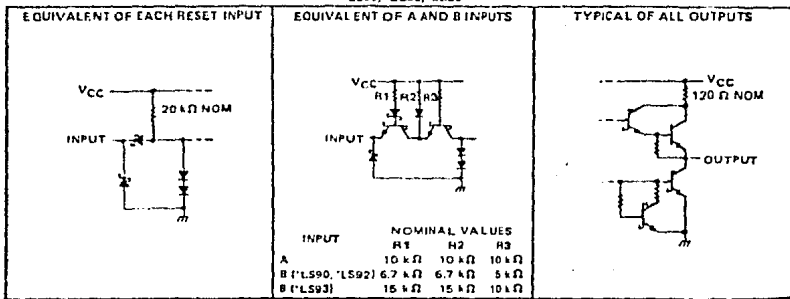 EQUIVALENT OF EACH RESET INPUT
VCC
20 kΩ NOM
INPUT
EQUIVALENT OF A AND B INPUTS
VCC
R1 R2 R3
INPUT
NOMINAL VALUES
INPUT R1 R2 R3
A 10 kΩ 10 kΩ 10 kΩ
B ('LS90, 'LS92) 6.7 kΩ 6.7 kΩ 5 kΩ
B ('LS93) 15 kΩ 15 kΩ 10 kΩ
TYPICAL OF ALL OUTPUTS
VCC
120 Ω NOM
OUTPUT